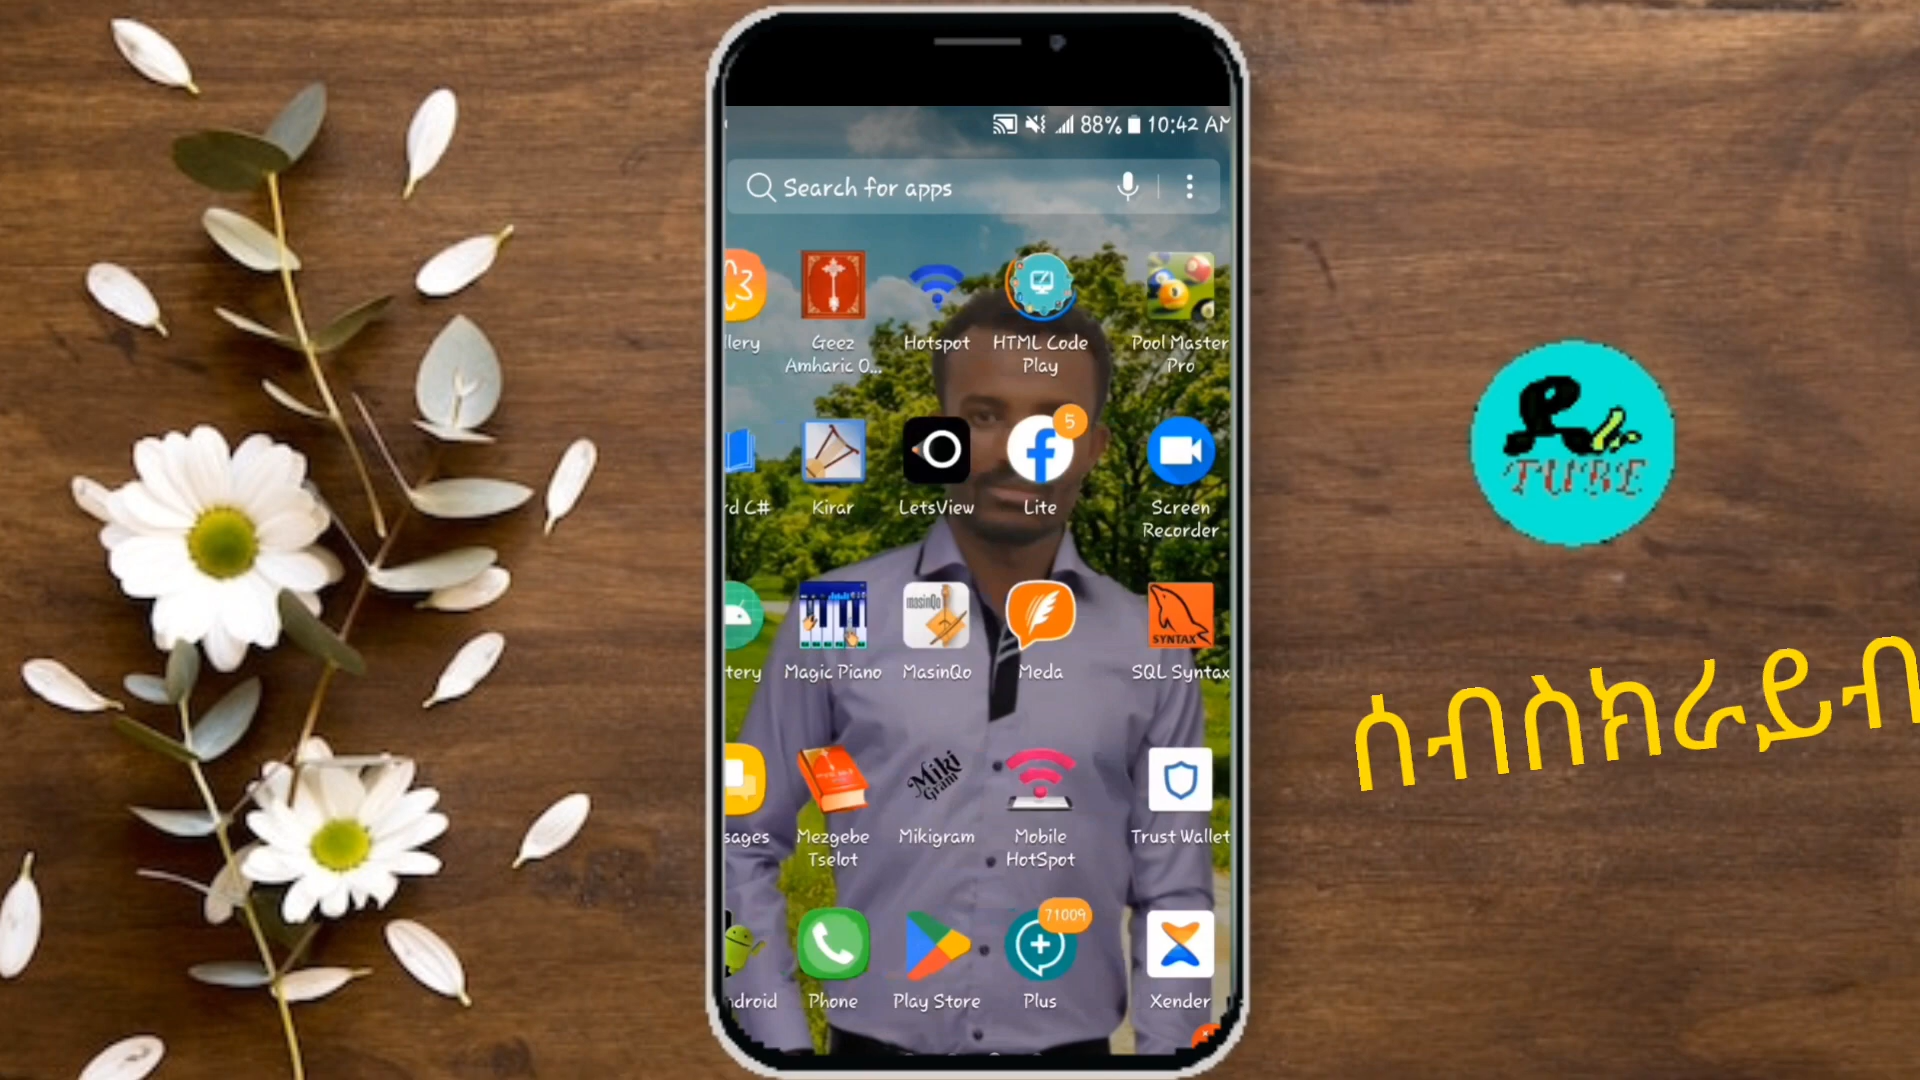 88% 10:42 AM
Search for apps
llery
Geez
Amharic O...
Hotspot
HTML Code
Play
Pool Master
Pro
5
rd C#
Kirar
LetsView
Lite
Screen
Recorder
masinQo
SYNTAX
tery
Magic Piano
MasinQo
Meda
SQL Syntax
Miki
Gram
sages
Mezgebe
Tselot
Mikigram
Mobile
HotSpot
Trust Wallet
71009
ndroid
Phone
Play Store
Plus
Xender
TUBE
ሰብስክራይብ